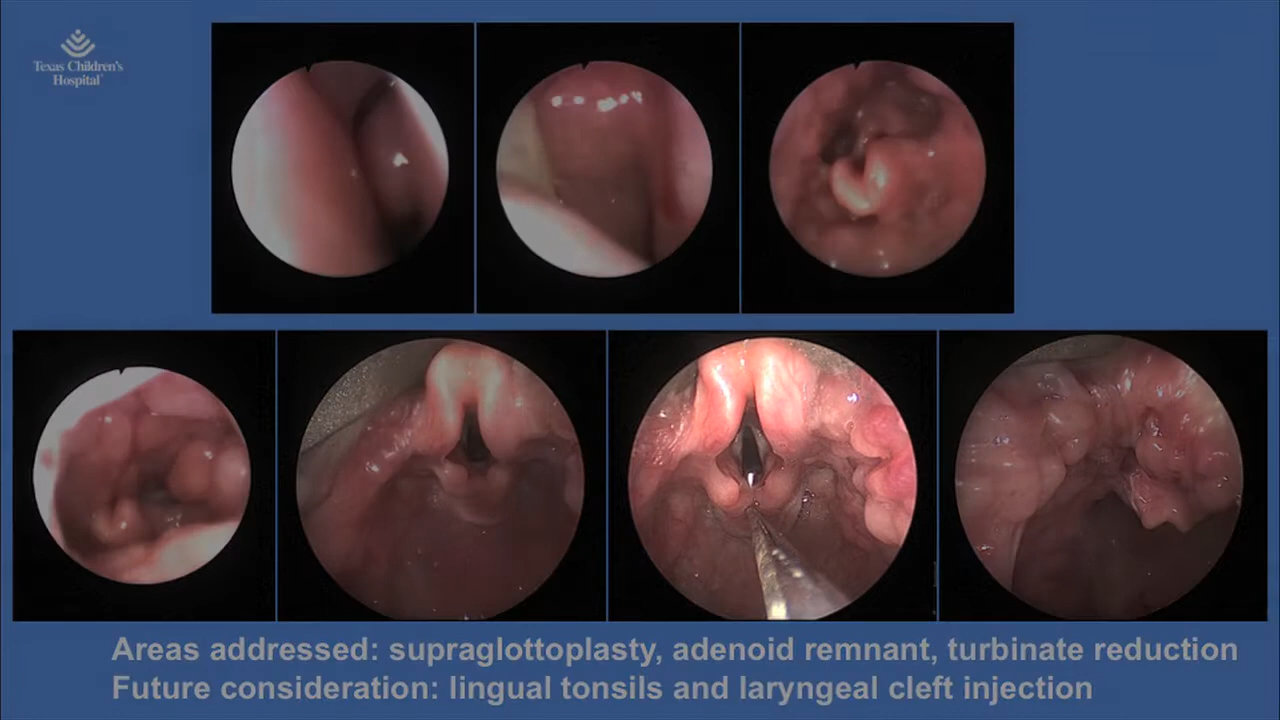 Texas Children's
Hospital
Areas addressed: supraglottoplasty, adenoid remnant, turbinate reduction
Future consideration: lingual tonsils and laryngeal cleft injection